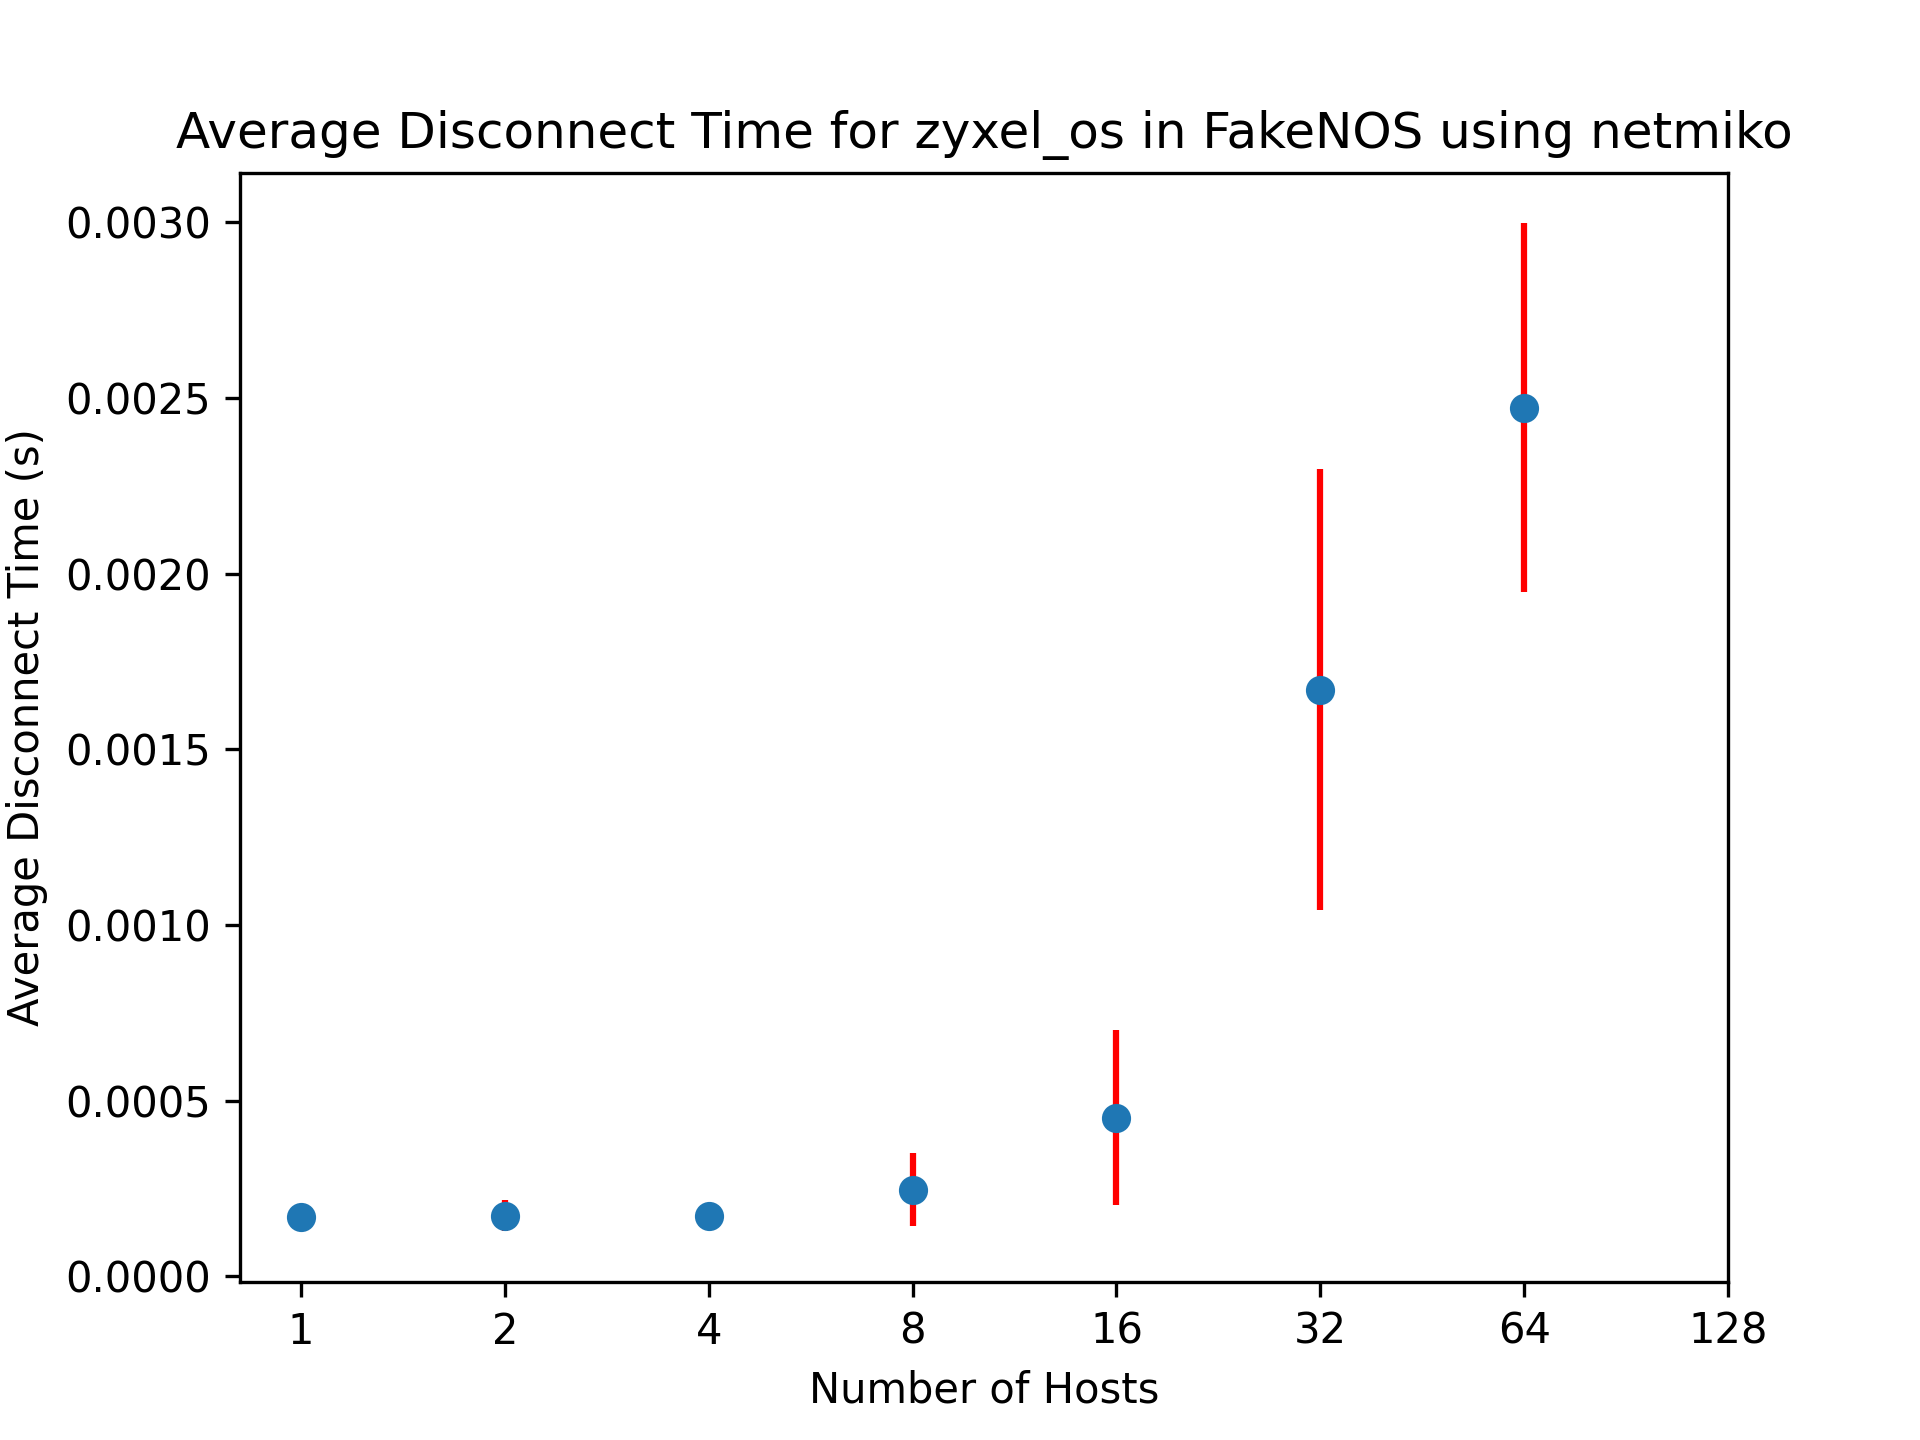 Average Disconnect Time for zyxel_os in FakeNOS using netmiko
Average Disconnect Time (s)
0.0030
0.0025
0.0020
0.0015
0.0010
0.0005
0.0000
1 2 4 8 16 32 64 128
Number of Hosts